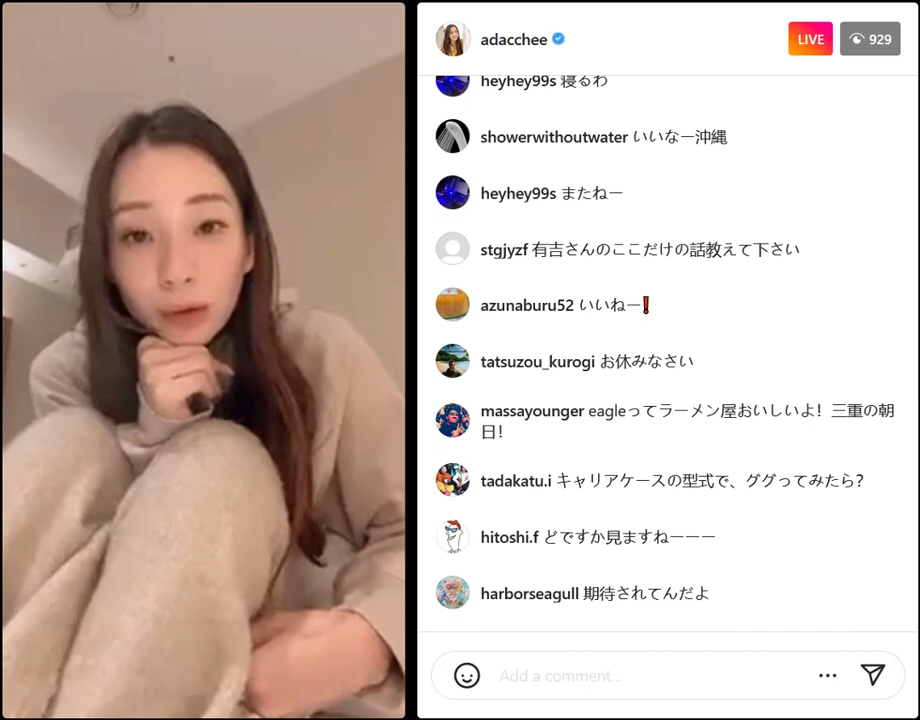 adacchee
LIVE
929
heyhey99s 寝るわ
showerwithoutwater いいなー沖縄
heyhey99s またねー
stgjyzf 有吉さんのここだけの話教えて下さい
azunaburu52 いいねー❗
tatsuzou_kurogi お休みなさい
massayounger eagleってラーメン屋おいしいよ！三重の朝
日！
tadakatu.i キャリアケースの型式で、ググってみたら？
hitoshi.f どですか見ますねーーー
harborseagull 期待されてんだよ
Add a comment...